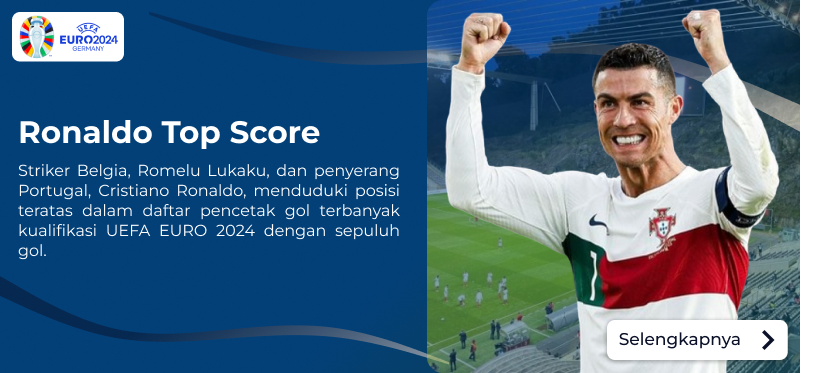 UEFA
EURO2024
GERMANY
Ronaldo Top Score
Striker Belgia, Romelu Lukaku, dan penyerang
Portugal, Cristiano Ronaldo, menduduki posisi
teratas dalam daftar pencetak gol terbanyak
kualifikasi UEFA EURO 2024 dengan sepuluh
gol.
1
Selengkapnya